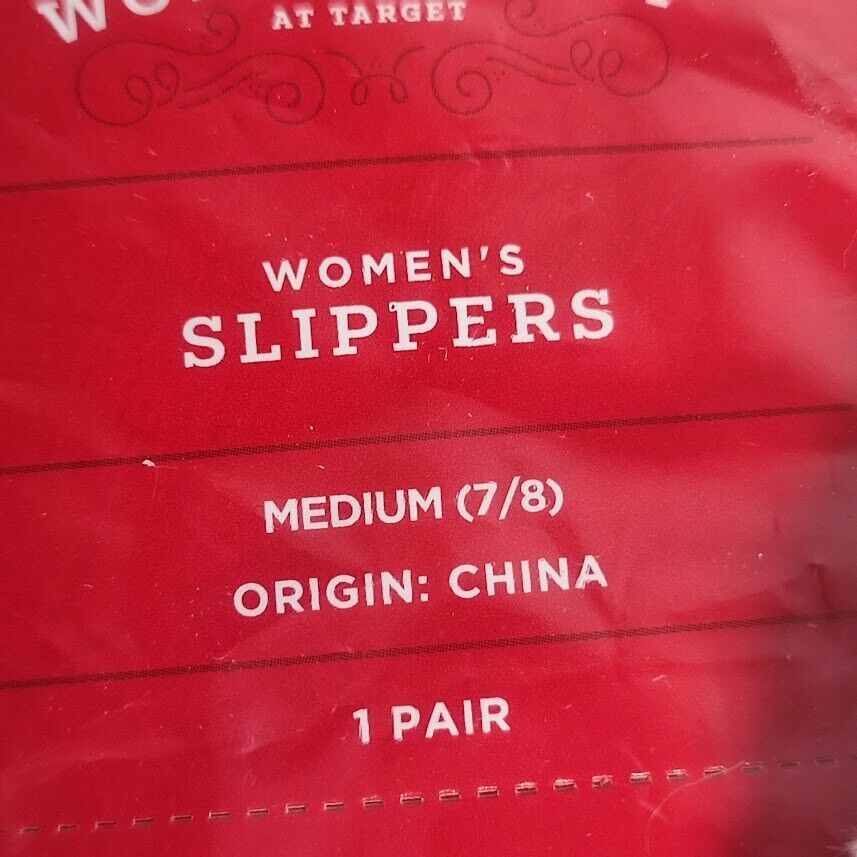 AT TARGET
WOMEN'S
SLIPPERS
MEDIUM (7/8)
ORIGIN: CHINA
1 PAIR